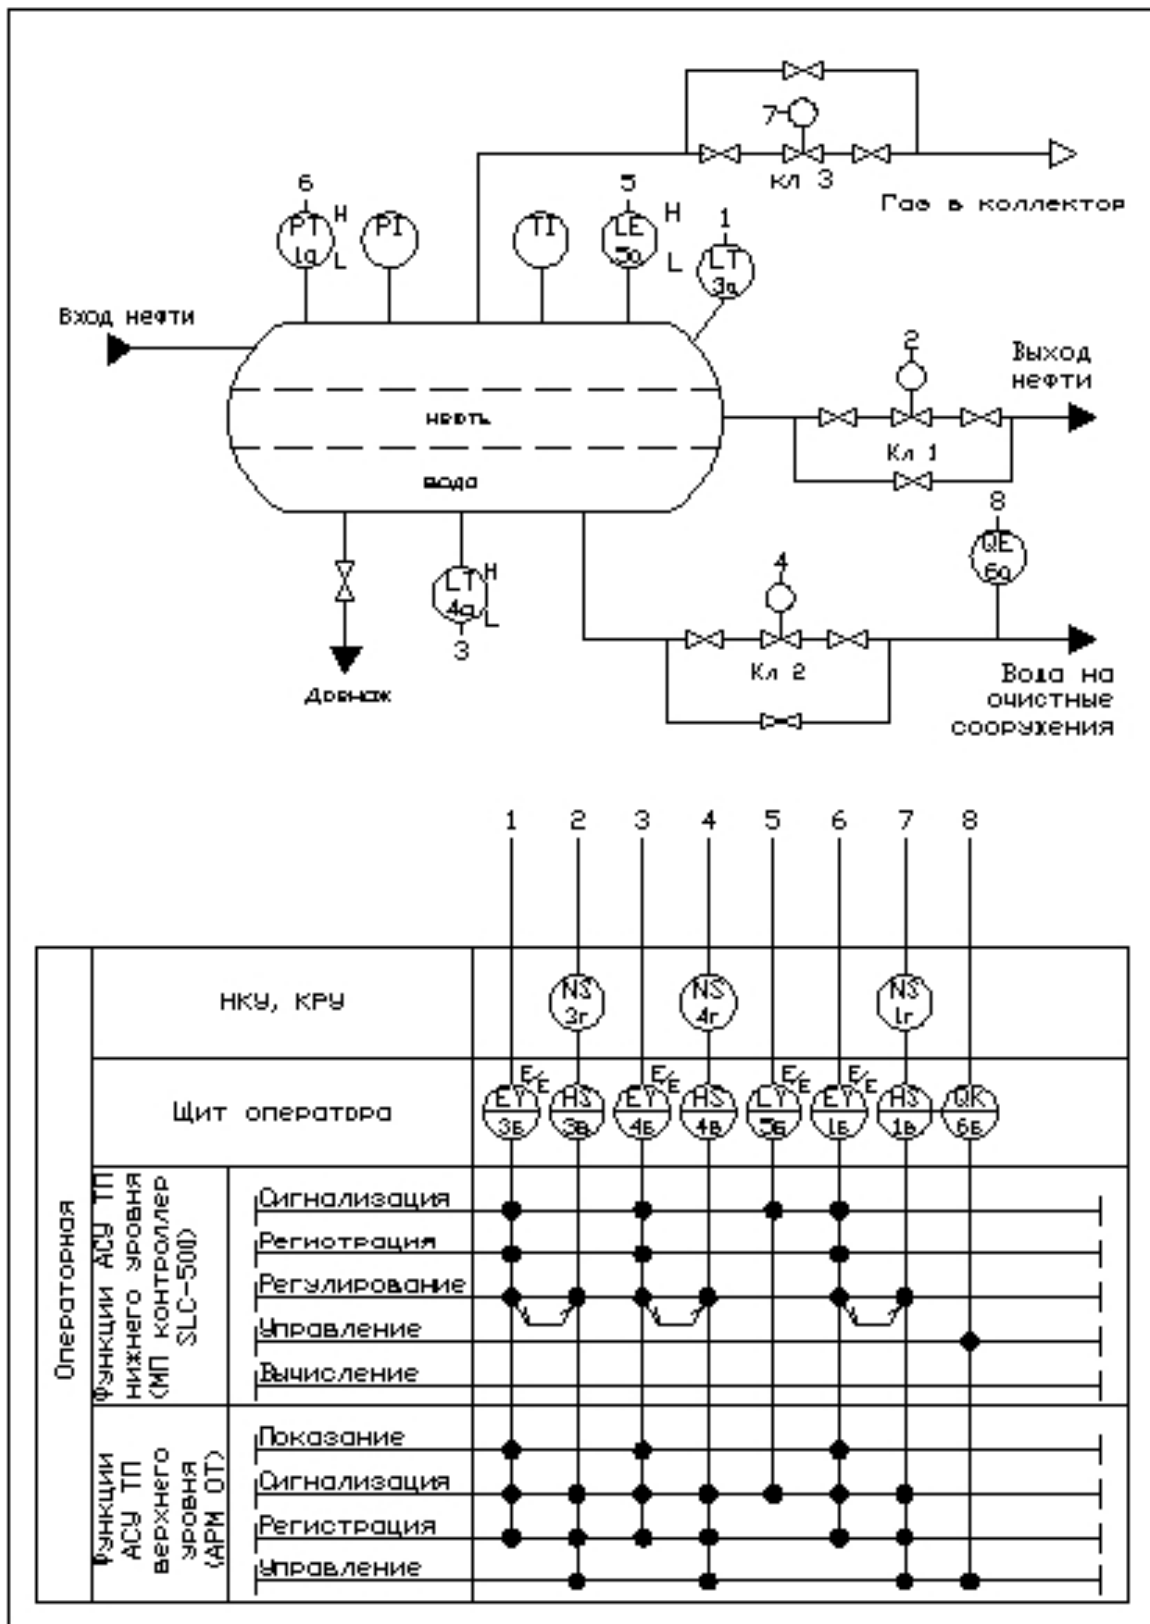 7
кл 3
Газ в коллектор
6
PT
1а
H
L
PI
TI
5
LE
5а
H
L
1
LT
3а
Вход нефти
нефть
вода
2
Кл 1
Выход
нефти
8
QE
6а
LT
4а
H
L
3
Дренаж
4
Кл 2
Вода на
очистные
сооружения
1 2 3 4 5 6 7 8
Операторная
НКУ, КРУ
NS
3г
NS
4г
NS
1г
Щит оператора
EY
3б
E/E
HS
3в
EY
4б
E/E
HS
4в
LY
5б
E/E
EY
1б
E/E
HS
1в
QK
6б
Функции АСУ ТП
нижнего уровня
(МП контроллер
SLC-500)
Сигнализация
Регистрация
Регулирование
Управление
Вычисление
Функции
АСУ ТП
верхнего
уровня
(АРМ ОТ)
Показание
Сигнализация
Регистрация
Управление